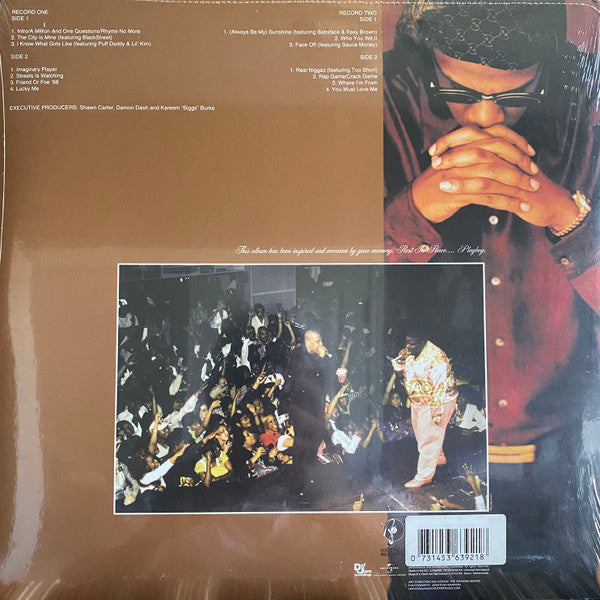 RECORD ONE
SIDE 1
1. Intro/A Million And One Questions/Rhyme No More
2. The City Is Mine (featuring BlackStreet)
3. I Know What Girls Like (featuring Puff Daddy & Lil' Kim)
SIDE 2
4. Imaginary Player
2. Streets Is Watching
3. Friend Or Foe '98
4. Lucky Me
EXECUTIVE PRODUCERS: Shawn Carter, Damon Dash and Kareem "Biggs" Burke
RECORD TWO
SIDE 1
1. (Always Be My) Sunshine (featuring Babyface & Foxy Brown)
2. Who You Wit II
3. Face Off (featuring Sauce Money)
SIDE 2
1. Real Niggaz (featuring Too Short)
2. Rap Game/Crack Game
3. Where I'm From
4. You Must Love Me
This album has been inspired and overseen by your memory. Rest In Peace.... Playboy.
Def Jam
0 731453 639218